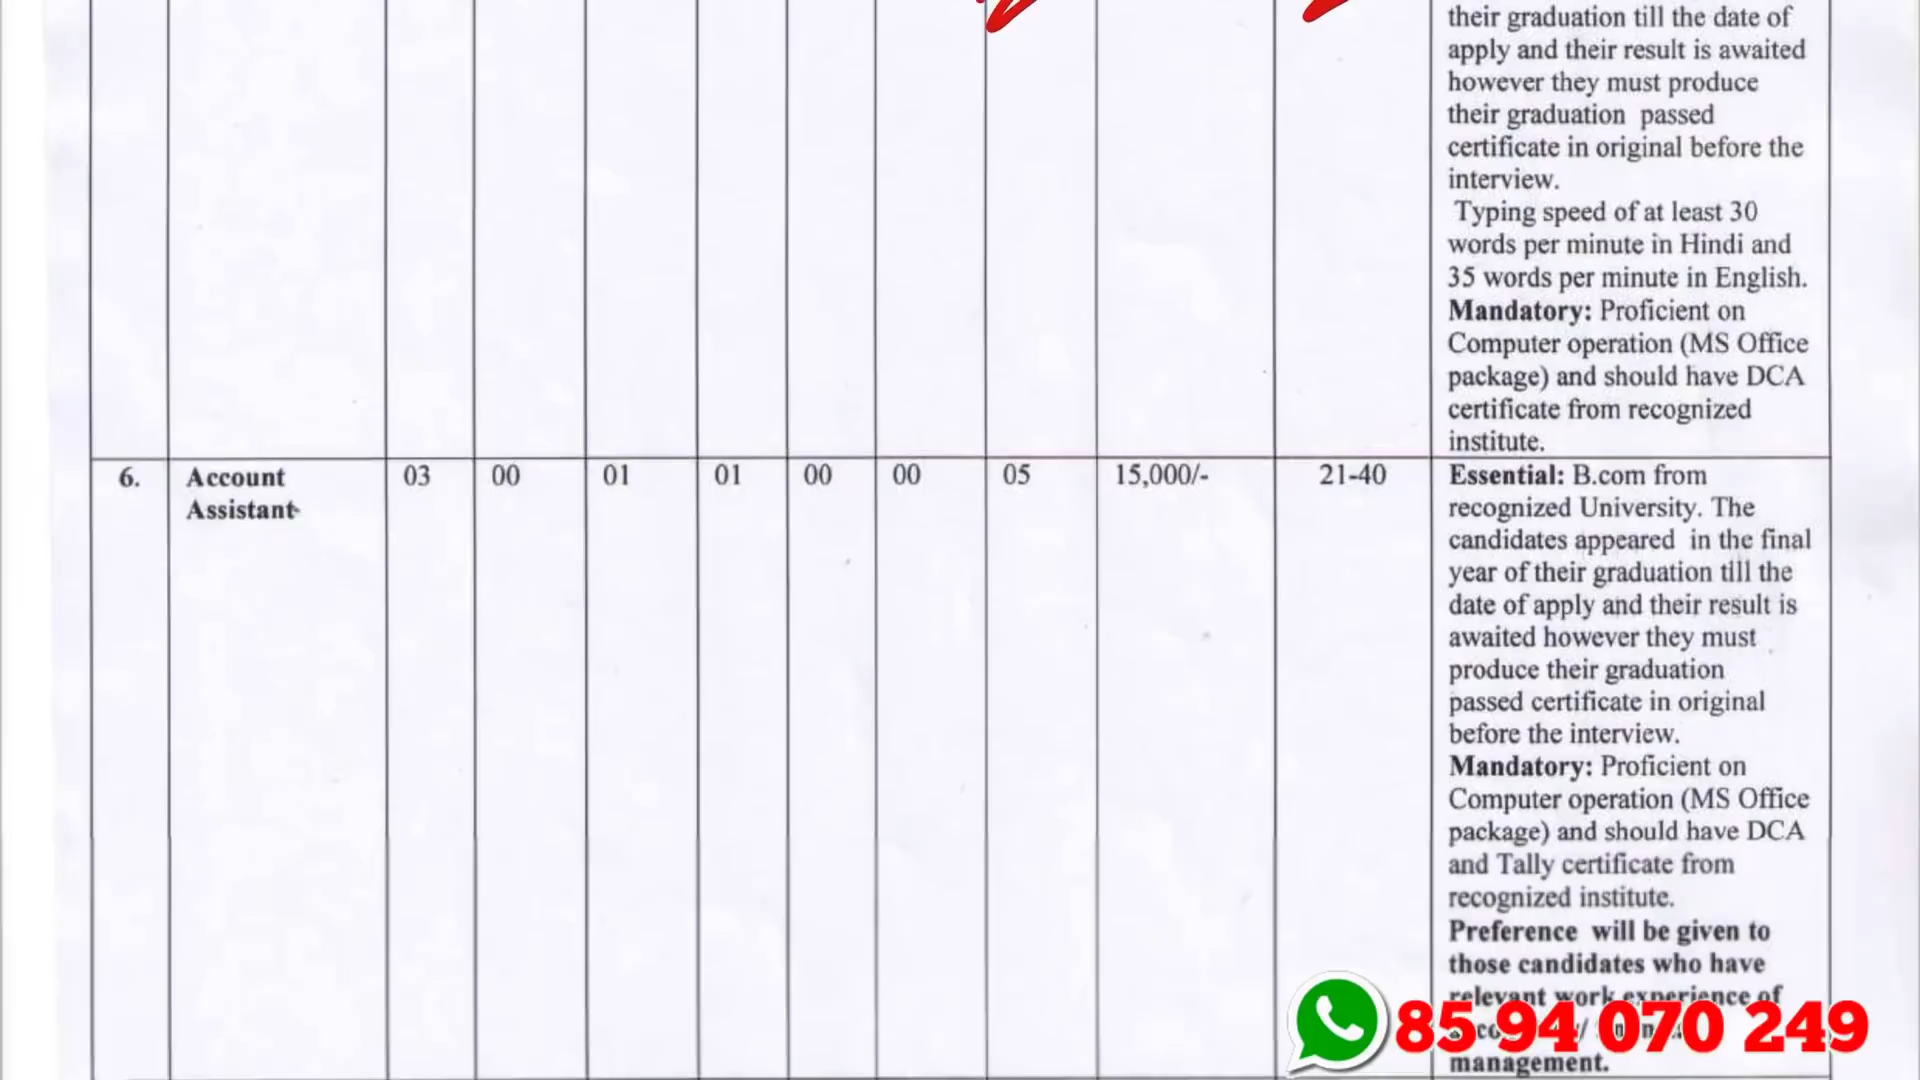 their graduation till the date of
apply and their result is awaited
however they must produce
their graduation passed
certificate in original before the
interview.
Typing speed of at least 30
words per minute in Hindi and
35 words per minute in English.
Mandatory: Proficient on
Computer operation (MS Office
package) and should have DCA
certificate from recognized
institute.
6. Account Assistant 03 00 01 01 00 00 05 15,000/- 21-40
Essential: B.com from
recognized University. The
candidates appeared in the final
year of their graduation till the
date of apply and their result is
awaited however they must
produce their graduation
passed certificate in original
before the interview.
Mandatory: Proficient on
Computer operation (MS Office
package) and should have DCA
and Tally certificate from
recognized institute.
Preference will be given to
those candidates who have
relevant work experience of
management.
85 94 070 249